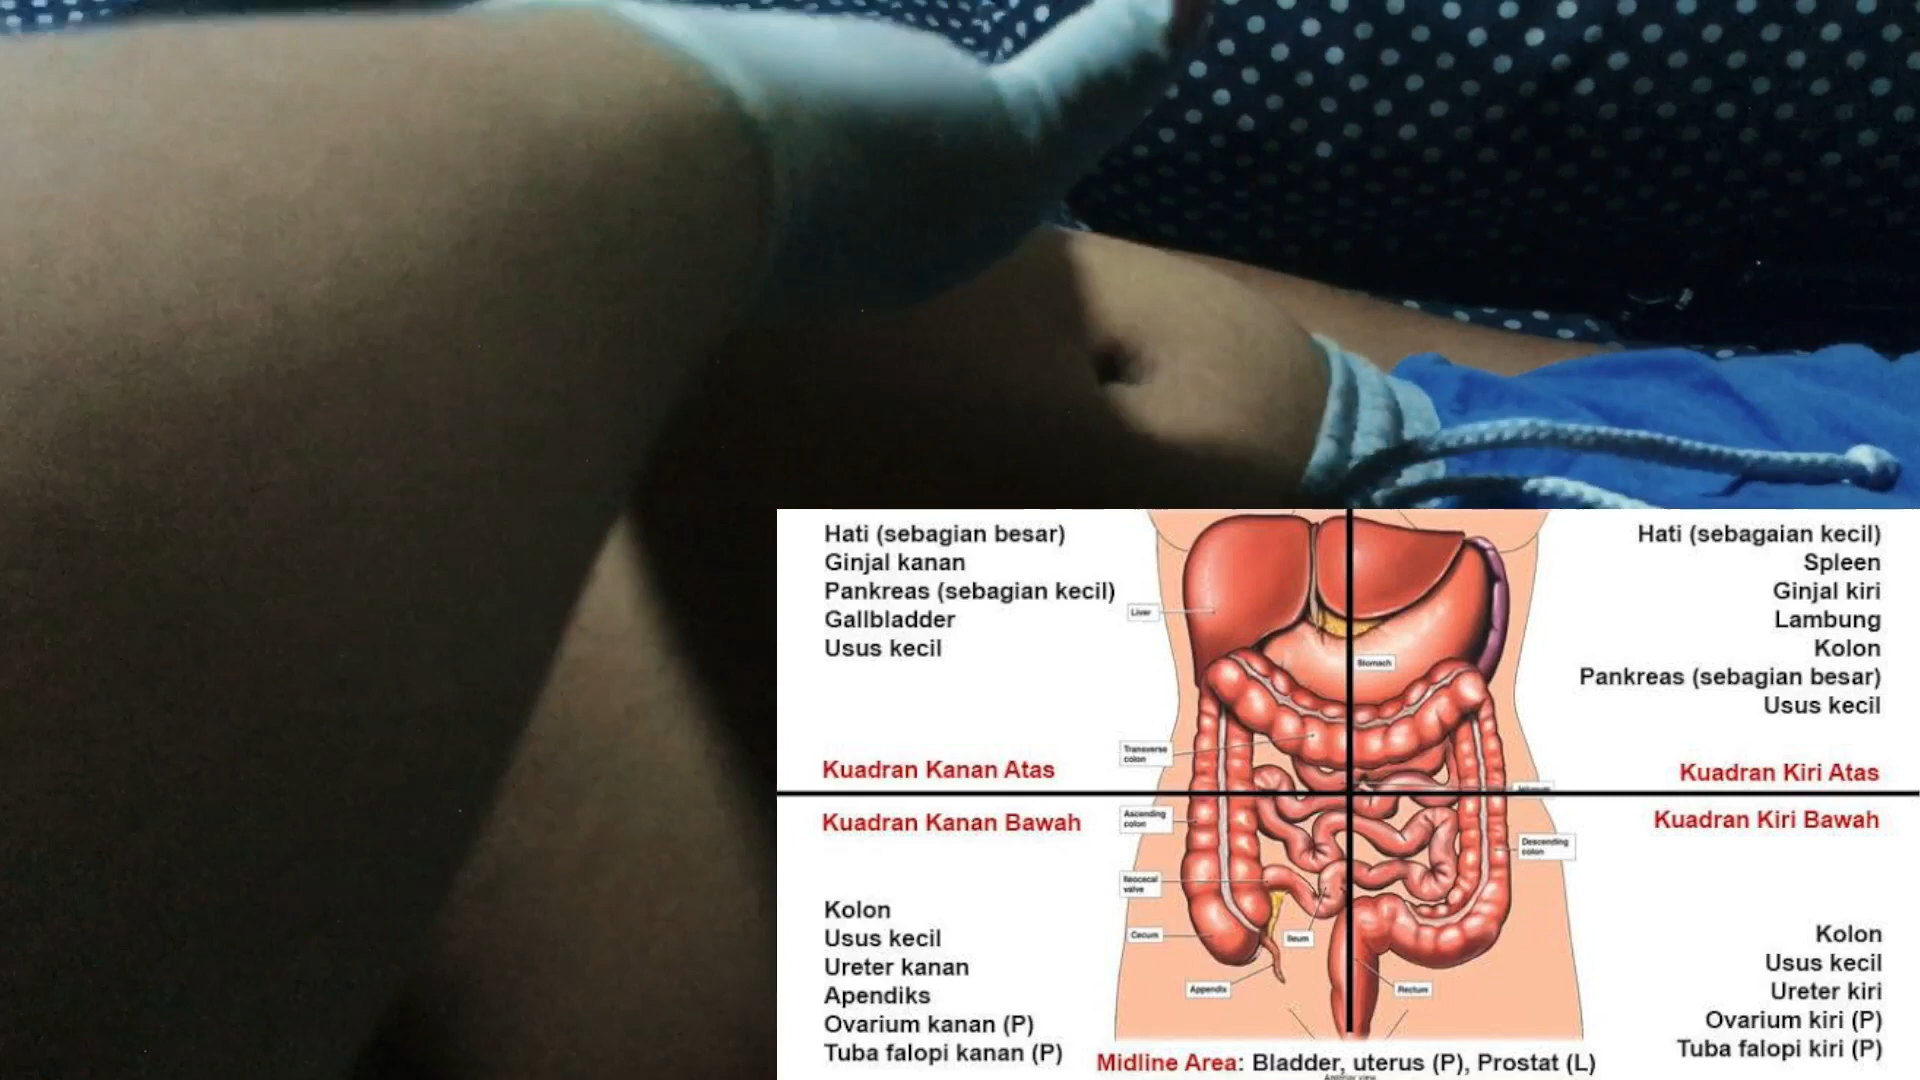 Hati (sebagian besar)
Ginjal kanan
Pankreas (sebagian kecil)
Gallbladder
Usus kecil
Kuadran Kanan Atas
Hati (sebagaian kecil)
Spleen
Ginjal kiri
Lambung
Kolon
Pankreas (sebagian besar)
Usus kecil
Kuadran Kiri Atas
Liver
Stomach
Transverse
colon
Kuadran Kanan Bawah
Kolon
Usus kecil
Ureter kanan
Apendiks
Ovarium kanan (P)
Tuba falopi kanan (P)
Ascending
colon
Ileocecal
valve
Cecum
Appendix
Ileum
Rectum
Descending
colon
Kuadran Kiri Bawah
Kolon
Usus kecil
Ureter kiri
Ovarium kiri (P)
Tuba falopi kiri (P)
Midline Area: Bladder, uterus (P), Prostat (L)